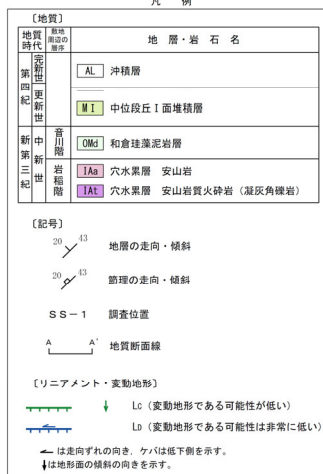 凡 例
〔地質〕
地質時代
敷地周辺の層序
地 層・岩 石 名
第四紀
完新世
AL 沖積層
更新世
MⅠ 中位段丘Ⅰ面堆積層
新第三紀
中新世
音川階
OMd 和倉珪藻泥岩層
岩稲階
IAa 穴水累層 安山岩
IAt 穴水累層 安山岩質火砕岩（凝灰角礫岩）
〔記号〕
20 43 地層の走向・傾斜
20 43 節理の走向・傾斜
SS－1 調査位置
A A' 地質断面線
〔リニアメント・変動地形〕
LC（変動地形である可能性が低い）
LD（変動地形である可能性は非常に低い）
は走向ずれの向き，ケバは低下側を示す。
は地形面の傾斜の向きを示す。